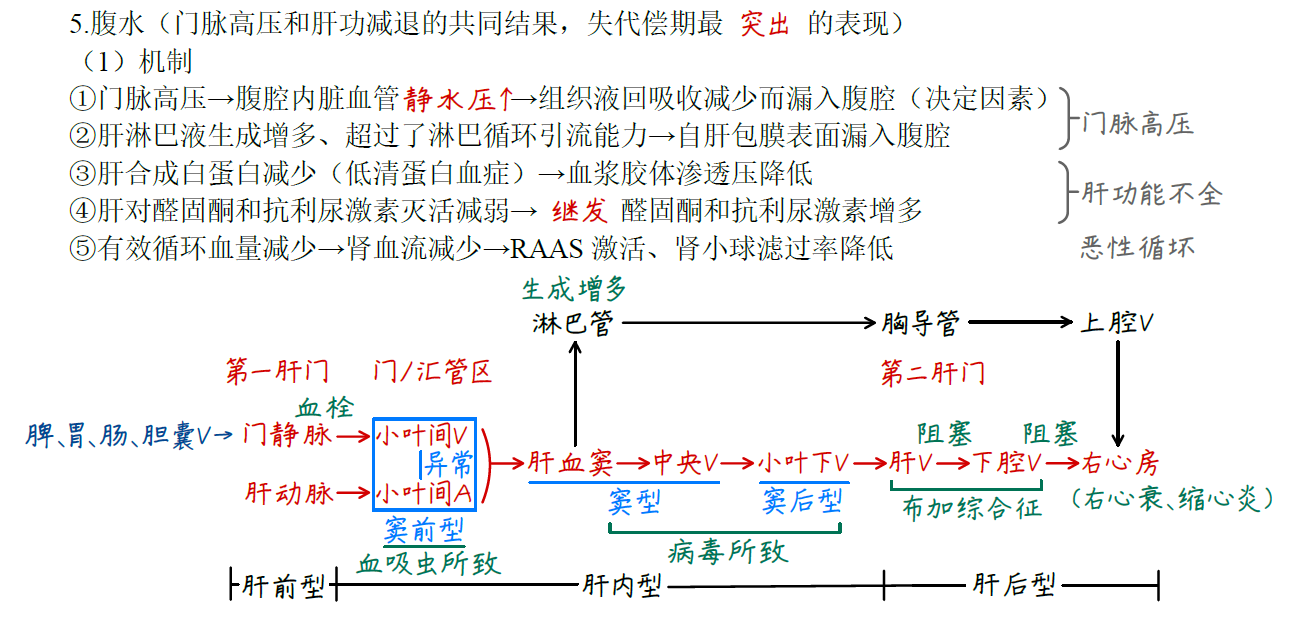 5.腹水（门脉高压和肝功减退的共同结果，失代偿期最 突出 的表现）
（1）机制
①门脉高压→腹腔内脏血管静水压↑→组织液回吸收减少而漏入腹腔（决定因素）
②肝淋巴液生成增多、超过了淋巴循环引流能力→自肝包膜表面漏入腹腔
门脉高压
③肝合成白蛋白减少（低清蛋白血症）→血浆胶体渗透压降低
④肝对醛固酮和抗利尿激素灭活减弱→ 继发 醛固酮和抗利尿激素增多
肝功能不全
⑤有效循环血量减少→肾血流减少→RAAS 激活、肾小球滤过率降低 恶性循环
生成增多
淋巴管 → 胸导管 → 上腔V
第一肝门 门/汇管区 第二肝门
血栓
脾、胃、肠、胆囊V→门静脉→小叶间V 阻塞 阻塞
异常 →肝血窦→中央V→小叶下V→肝V→下腔V→右心房
肝动脉→小叶间A 窦型 窦后型 布加综合征 (右心衰、缩心炎)
窦前型
血吸虫所致 病毒所致
肝前型 肝内型 肝后型